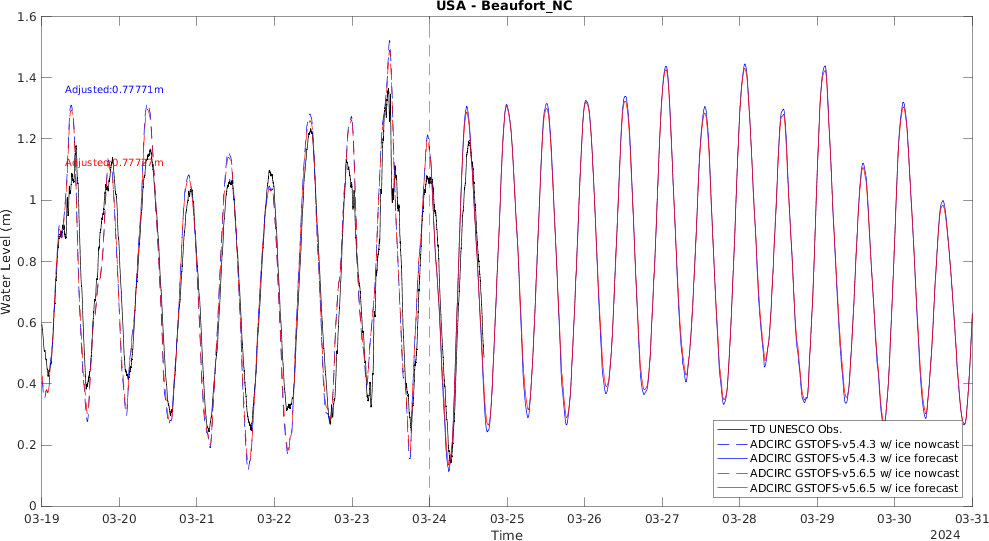 USA - Beaufort_NC
Water Level (m)
1.6
1.4
1.2
1
0.8
0.6
0.4
0.2
0
Adjusted:0.77771m
TD UNESCO Obs.
ADCIRC GSTOFS-v5.4.3 w/ ice nowcast
ADCIRC GSTOFS-v5.4.3 w/ ice forecast
ADCIRC GSTOFS-v5.6.5 w/ ice nowcast
ADCIRC GSTOFS-v5.6.5 w/ ice forecast
03-19 03-20 03-21 03-22 03-23 03-24 03-25 03-26 03-27 03-28 03-29 03-30 03-31
Time
2024